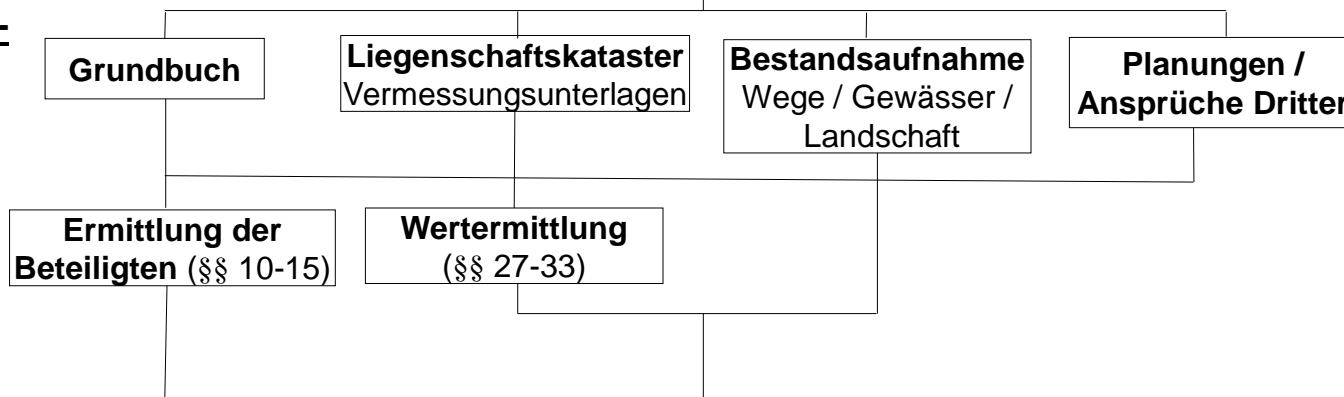 Grundbuch
Liegenschaftskataster
Vermessungsunterlagen
Bestandsaufnahme
Wege / Gewässer /
Landschaft
Planungen /
Ansprüche Dritter
Ermittlung der
Beteiligten (§§ 10-15)
Wertermittlung
(§§ 27-33)